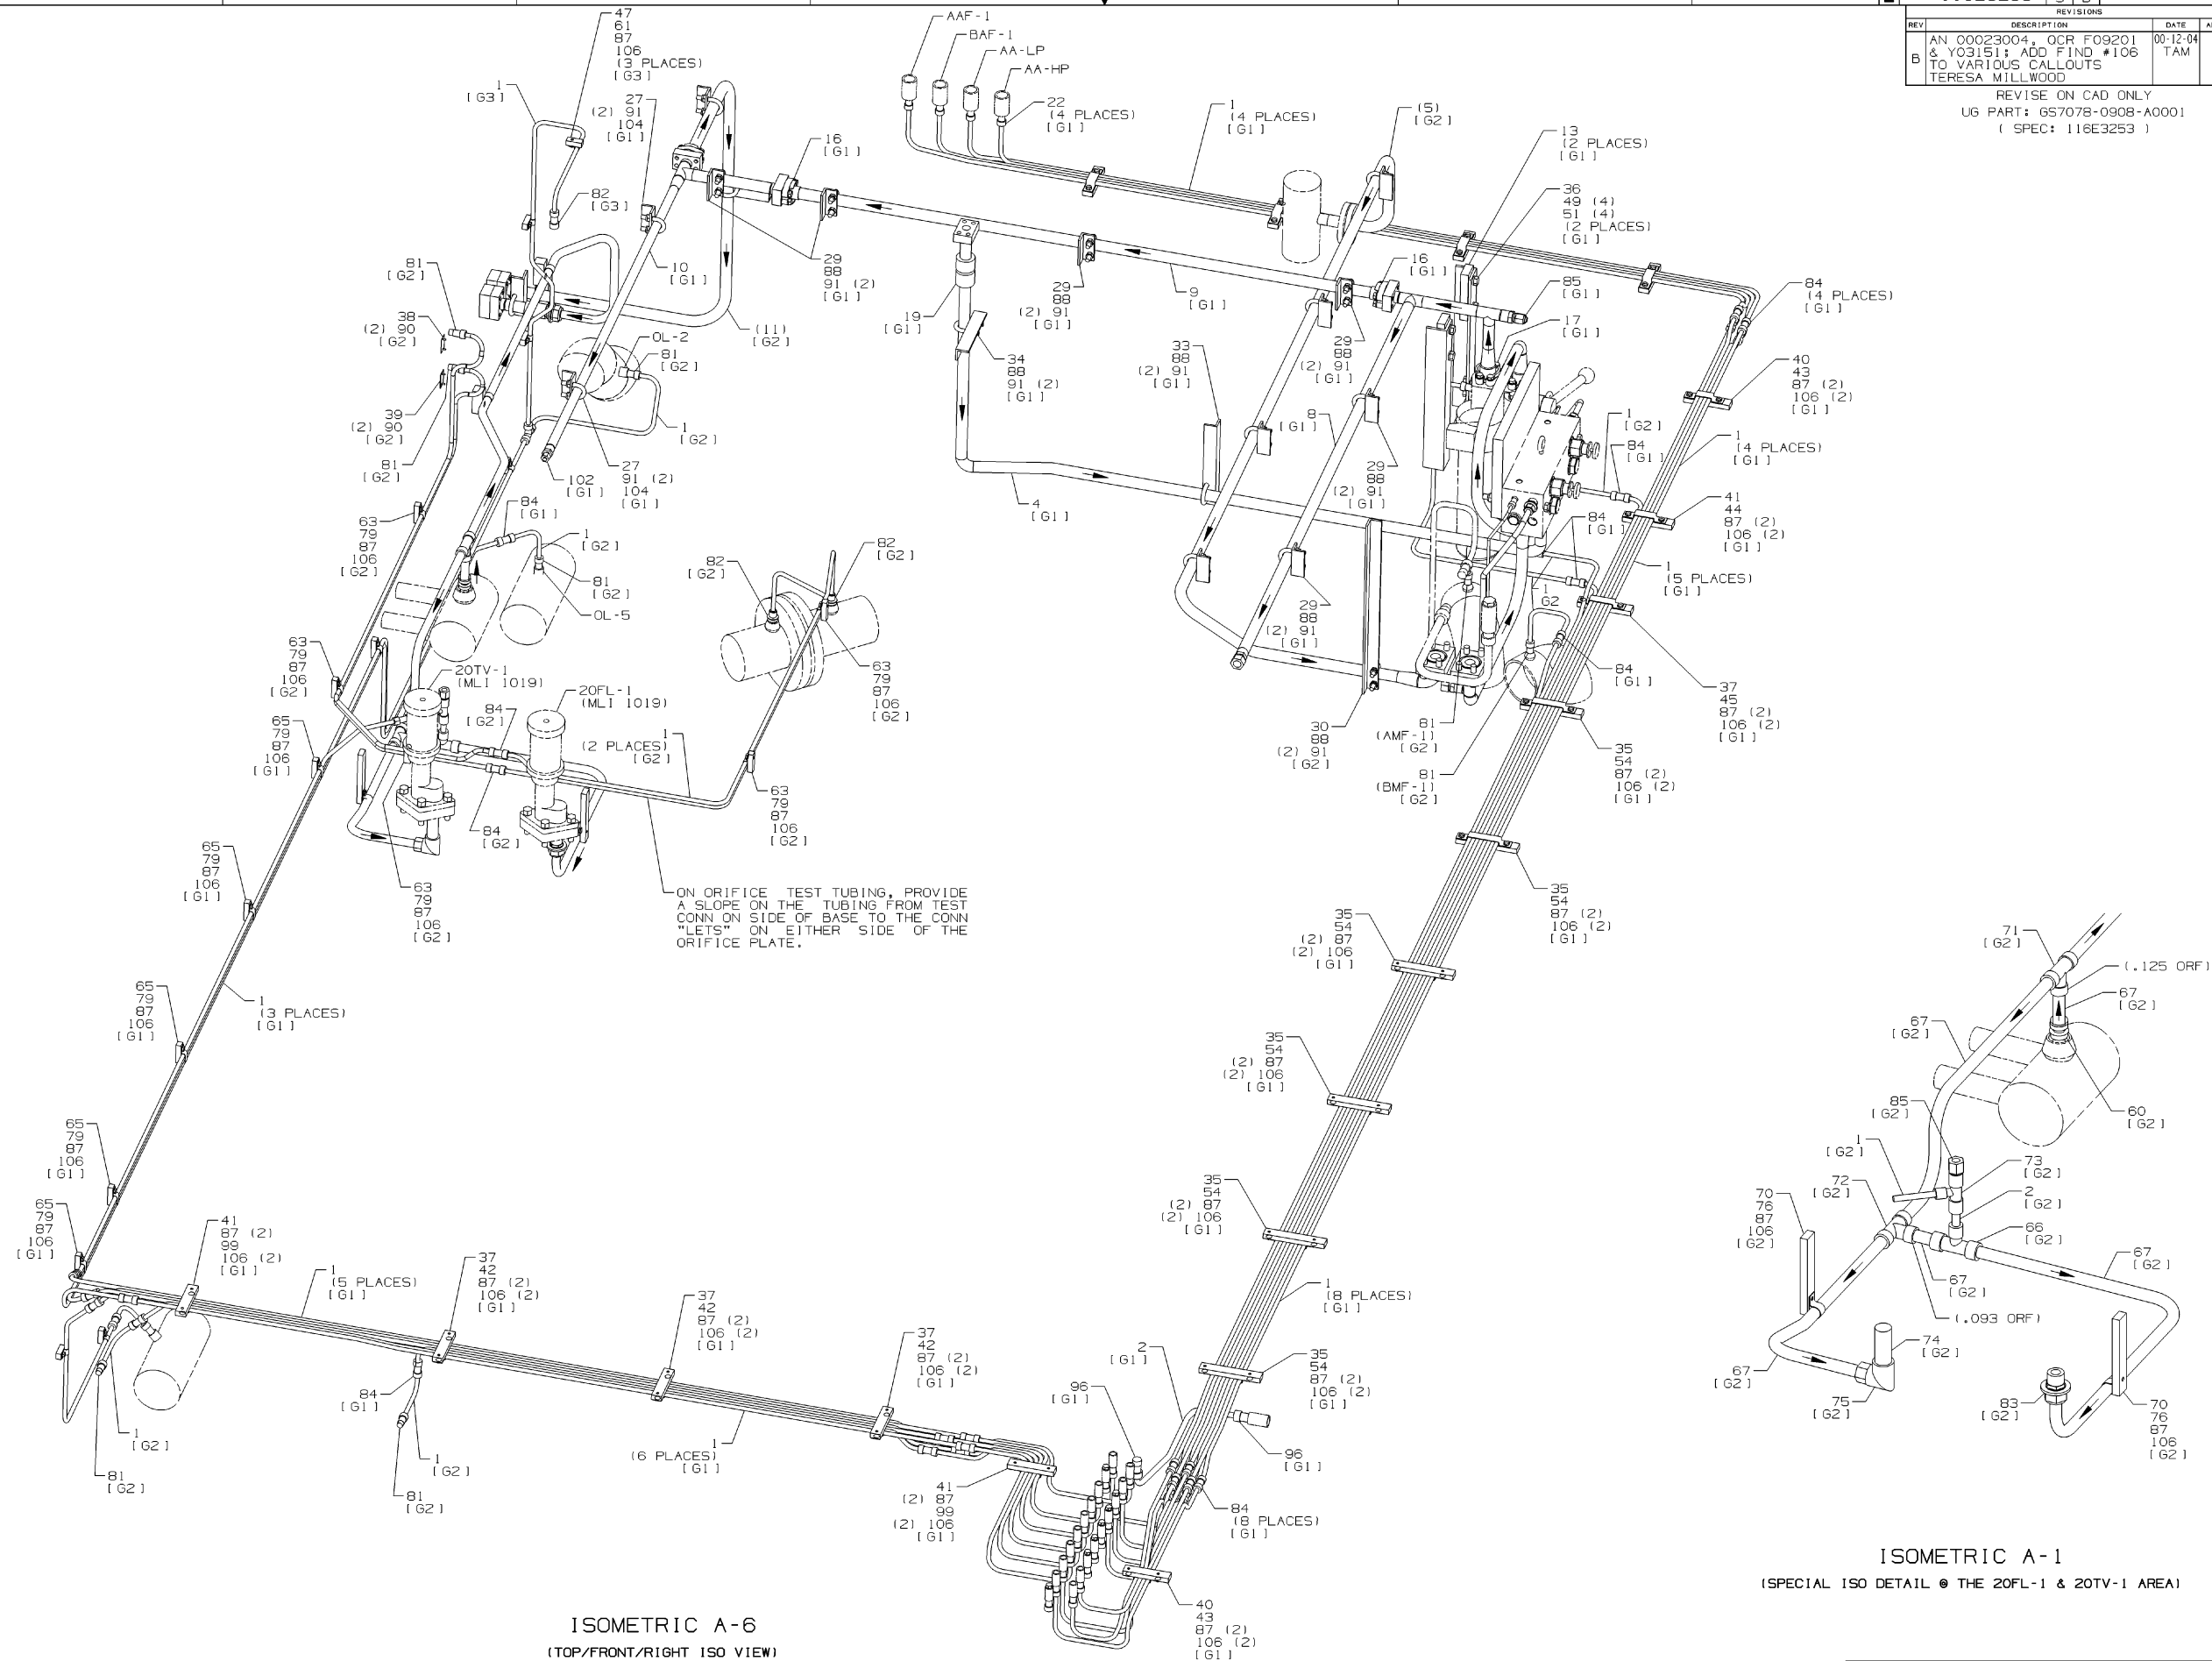 REVISIONS
REV DESCRIPTION DATE
B AN 00023004, QCR F09201 00-12-04
& Y03151; ADD FIND #106 TAM
TO VARIOUS CALLOUTS
TERESA MILLWOOD
REVISE ON CAD ONLY
UG PART: GS7078-0908-A0001
( SPEC: 116E3253 )
47
61
87
106
(3 PLACES)
[G3]
1
[G3]
27
(2) 91
104
[G1]
82
[G3]
16
[G1]
AAF-1
BAF-1
AA-LP
AA-HP
22
(4 PLACES)
[G1]
1
(4 PLACES)
[G1]
(5)
[G2]
13
(2 PLACES)
[G1]
36
49 (4)
51 (4)
(2 PLACES)
[G1]
81
[G2]
38
(2) 90
[G2]
39
(2) 90
[G2]
81
[G2]
10
[G1]
29
88
91 (2)
[G1]
(11)
[G2]
OL-2
81
[G2]
1
[G2]
19
[G1]
29
88
(2) 91
[G1]
9
[G1]
16
[G1]
85
[G1]
17
[G1]
84
(4 PLACES)
[G1]
34
88
91 (2)
[G1]
33
88
(2) 91
[G1]
29
88
(2) 91
[G1]
8
[G1]
40
43
87 (2)
106 (2)
[G1]
1
[G2]
84
[G1]
1
(4 PLACES)
[G1]
102
[G1]
27
91 (2)
104
[G1]
4
[G1]
29
88
(2) 91
[G1]
84
[G1]
41
44
87 (2)
106 (2)
[G1]
63
79
87
106
[G2]
84
[G1]
1
[G2]
81
[G2]
OL-5
82
[G2]
82
[G2]
1
(5 PLACES)
[G1]
1
G2
29
88
(2) 91
[G1]
84
[G1]
63
79
87
106
[G2]
20TV-1
(MLI 1019)
20FL-1
(MLI 1019)
84
[G2]
63
79
87
106
[G2]
37
45
87 (2)
106 (2)
[G1]
65
79
87
106
[G1]
1
(2 PLACES)
[G2]
30
88
(2) 91
[G2]
81
(AMF-1)
[G2]
81
(BMF-1)
[G2]
35
54
87 (2)
106 (2)
[G1]
63
79
87
106
[G2]
84
[G2]
65
79
87
106
[G1]
63
79
87
106
[G2]
ON ORIFICE TEST TUBING, PROVIDE
A SLOPE ON THE TUBING FROM TEST
CONN ON SIDE OF BASE TO THE CONN
"LETS" ON EITHER SIDE OF THE
ORIFICE PLATE.
35
54
87 (2)
106 (2)
[G1]
35
54
(2) 87
(2) 106
[G1]
65
79
87
106
[G1]
1
(3 PLACES)
[G1]
35
54
(2) 87
(2) 106
[G1]
65
79
87
106
[G1]
35
54
(2) 87
(2) 106
[G1]
65
79
87
106
[G1]
41
87 (2)
99
106 (2)
[G1]
1
(5 PLACES)
[G1]
37
42
87 (2)
106 (2)
[G1]
37
42
87 (2)
106 (2)
[G1]
37
42
87 (2)
106 (2)
[G1]
1
(8 PLACES)
[G1]
2
[G1]
35
54
87 (2)
106 (2)
[G1]
96
[G1]
96
[G1]
84
[G1]
1
[G2]
81
[G2]
1
[G2]
81
[G2]
1
(6 PLACES)
[G1]
41
(2) 87
99
(2) 106
[G1]
84
(8 PLACES)
[G1]
40
43
87 (2)
106 (2)
[G1]
71
[G2]
(.125 ORF)
67
[G2]
67
[G2]
60
[G2]
85
[G2]
1
[G2]
73
[G2]
72
[G2]
2
[G2]
66
[G2]
70
76
87
106
[G2]
67
[G2]
67
[G2]
(.093 ORF)
74
[G2]
67
[G2]
75
[G2]
83
[G2]
70
76
87
106
[G2]
ISOMETRIC A-1
(SPECIAL ISO DETAIL @ THE 20FL-1 & 20TV-1 AREA)
ISOMETRIC A-6
(TOP/FRONT/RIGHT ISO VIEW)